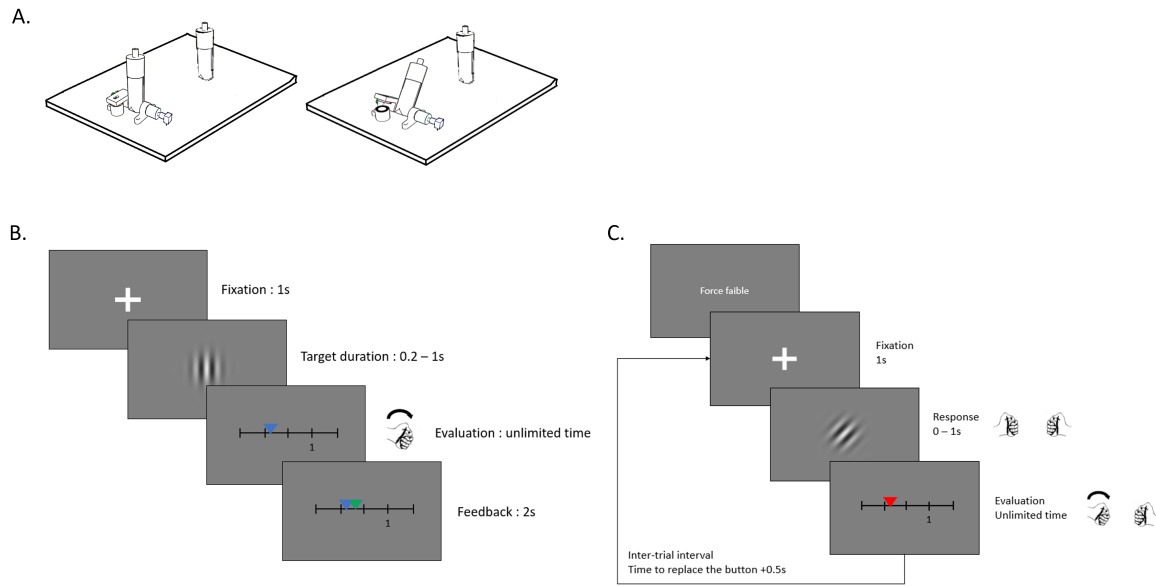 A.
B.
Fixation : 1s
Target duration : 0.2 – 1s
1
Evaluation : unlimited time
1
Feedback : 2s
C.
Force faible
Fixation
1s
Response
0 – 1s
1
Evaluation
Unlimited time
Inter-trial interval
Time to replace the button +0.5s